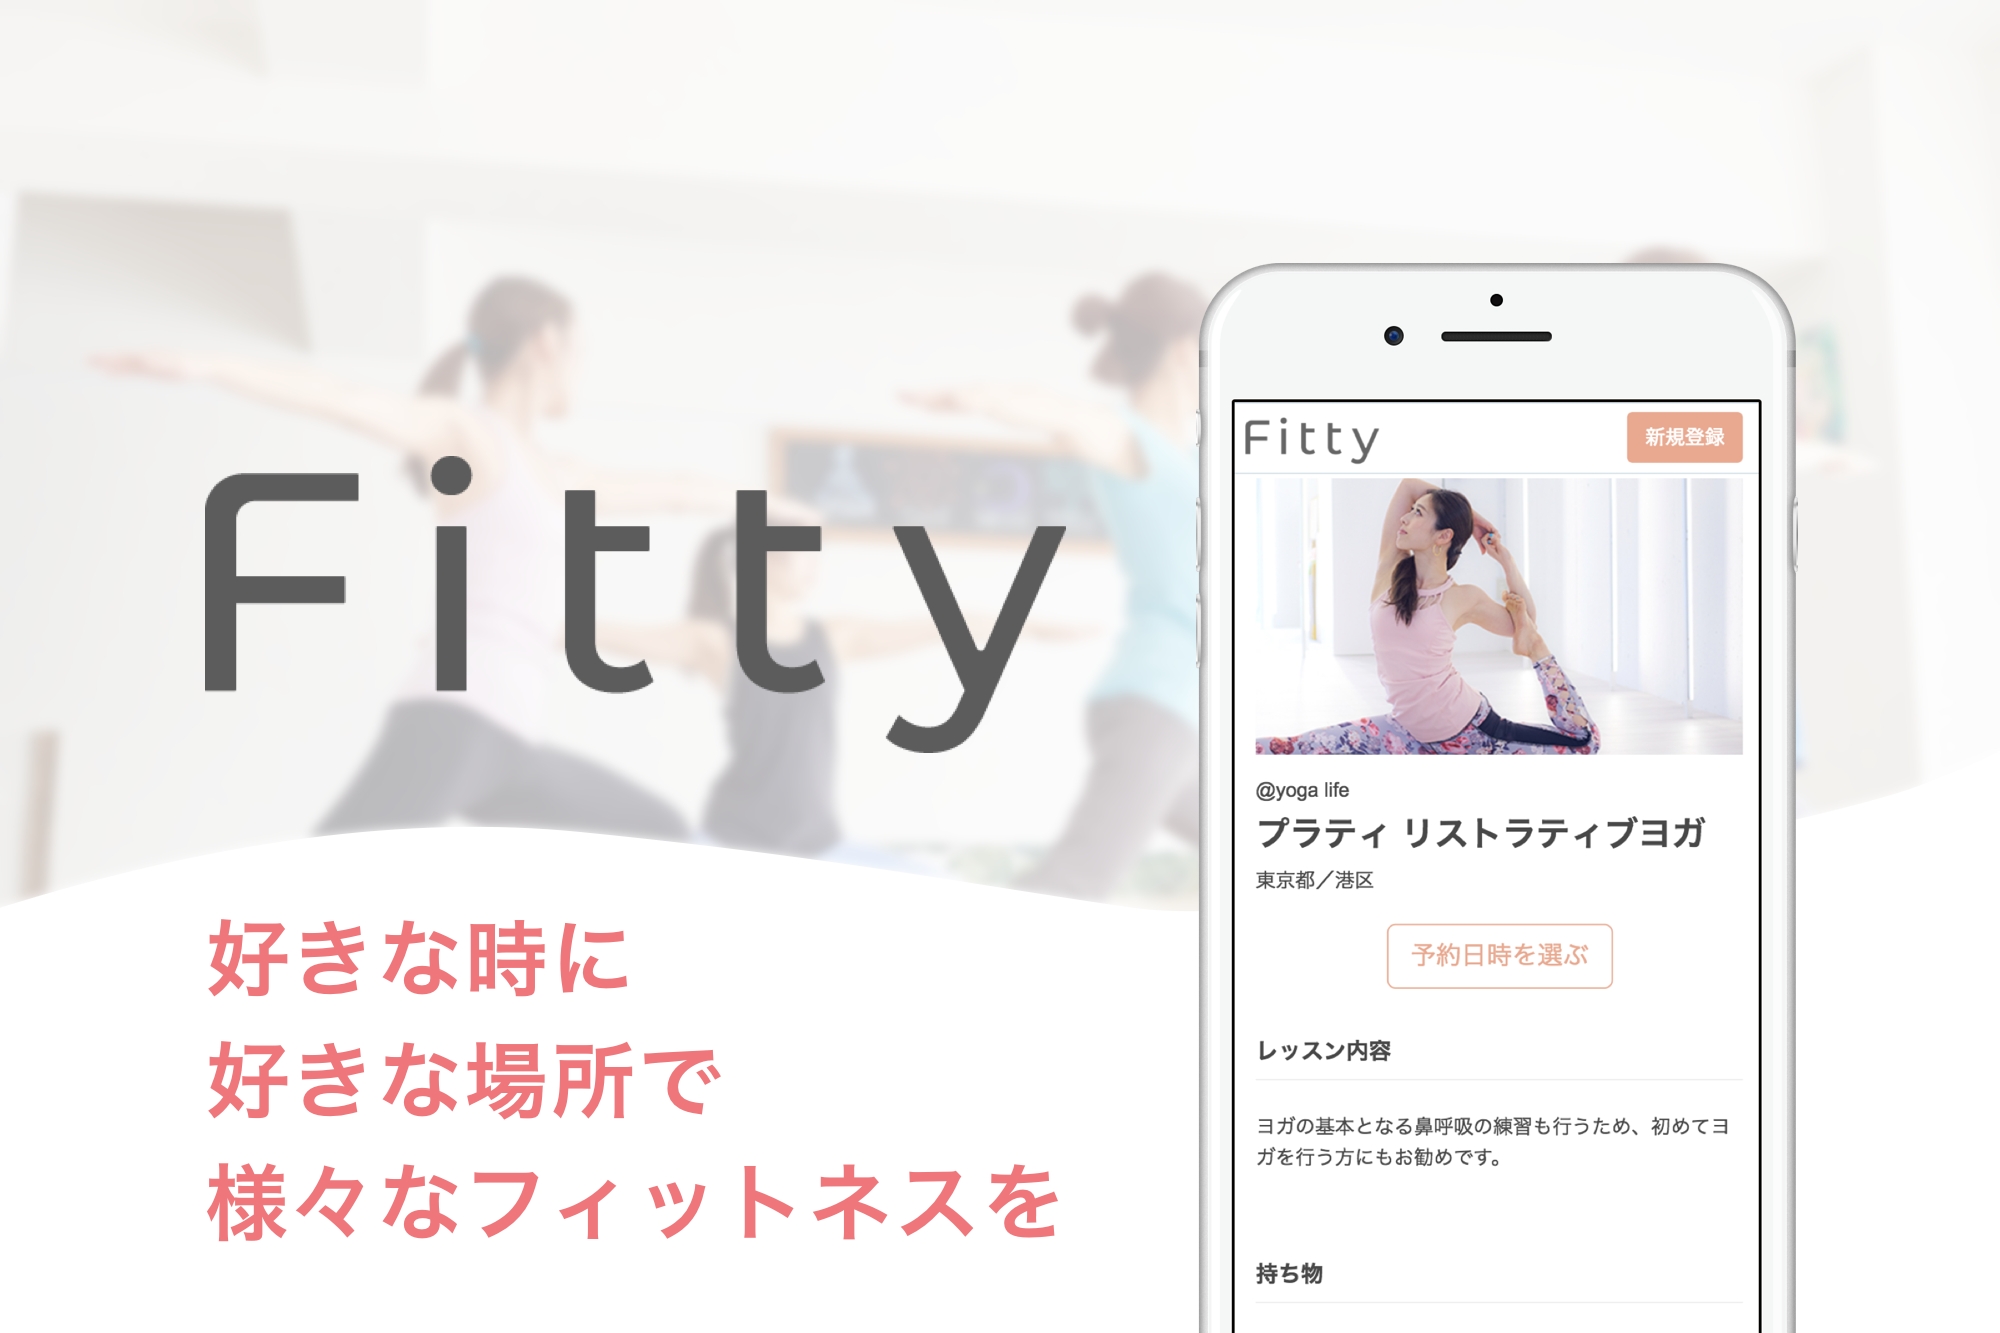 Fitty
好きな時に
好きな場所で
様々なフィットネスを
Fitty
新規登録
@yoga life
プラティ リストラティブヨガ
東京都／港区
予約日時を選ぶ
レッスン内容
ヨガの基本となる鼻呼吸の練習も行うため、初めてヨ
ガを行う方にもお勧めです。
持ち物